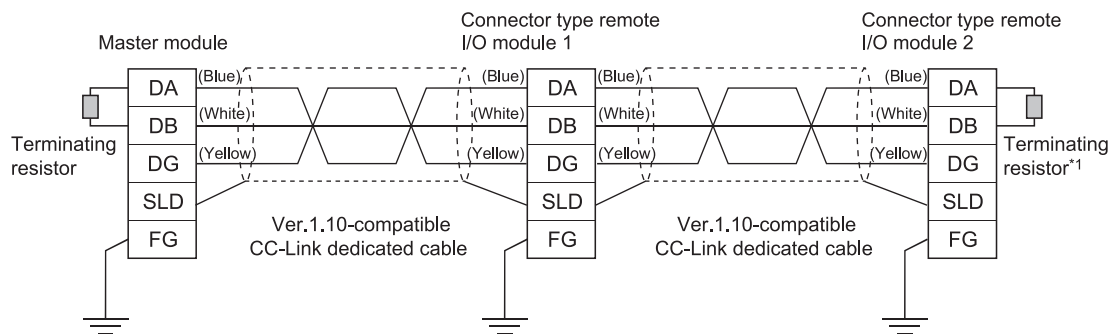 Master module
Connector type remote
I/O module 1
Connector type remote
I/O module 2
DA
DB
DG
SLD
FG
(Blue)
(White)
(Yellow)
(Blue)
(White)
(Yellow)
DA
DB
DG
SLD
FG
(Blue)
(White)
(Yellow)
(Blue)
(White)
(Yellow)
DA
DB
DG
SLD
FG
Terminating
resistor
Terminating
resistor*1
Ver.1.10-compatible
CC-Link dedicated cable
Ver.1.10-compatible
CC-Link dedicated cable